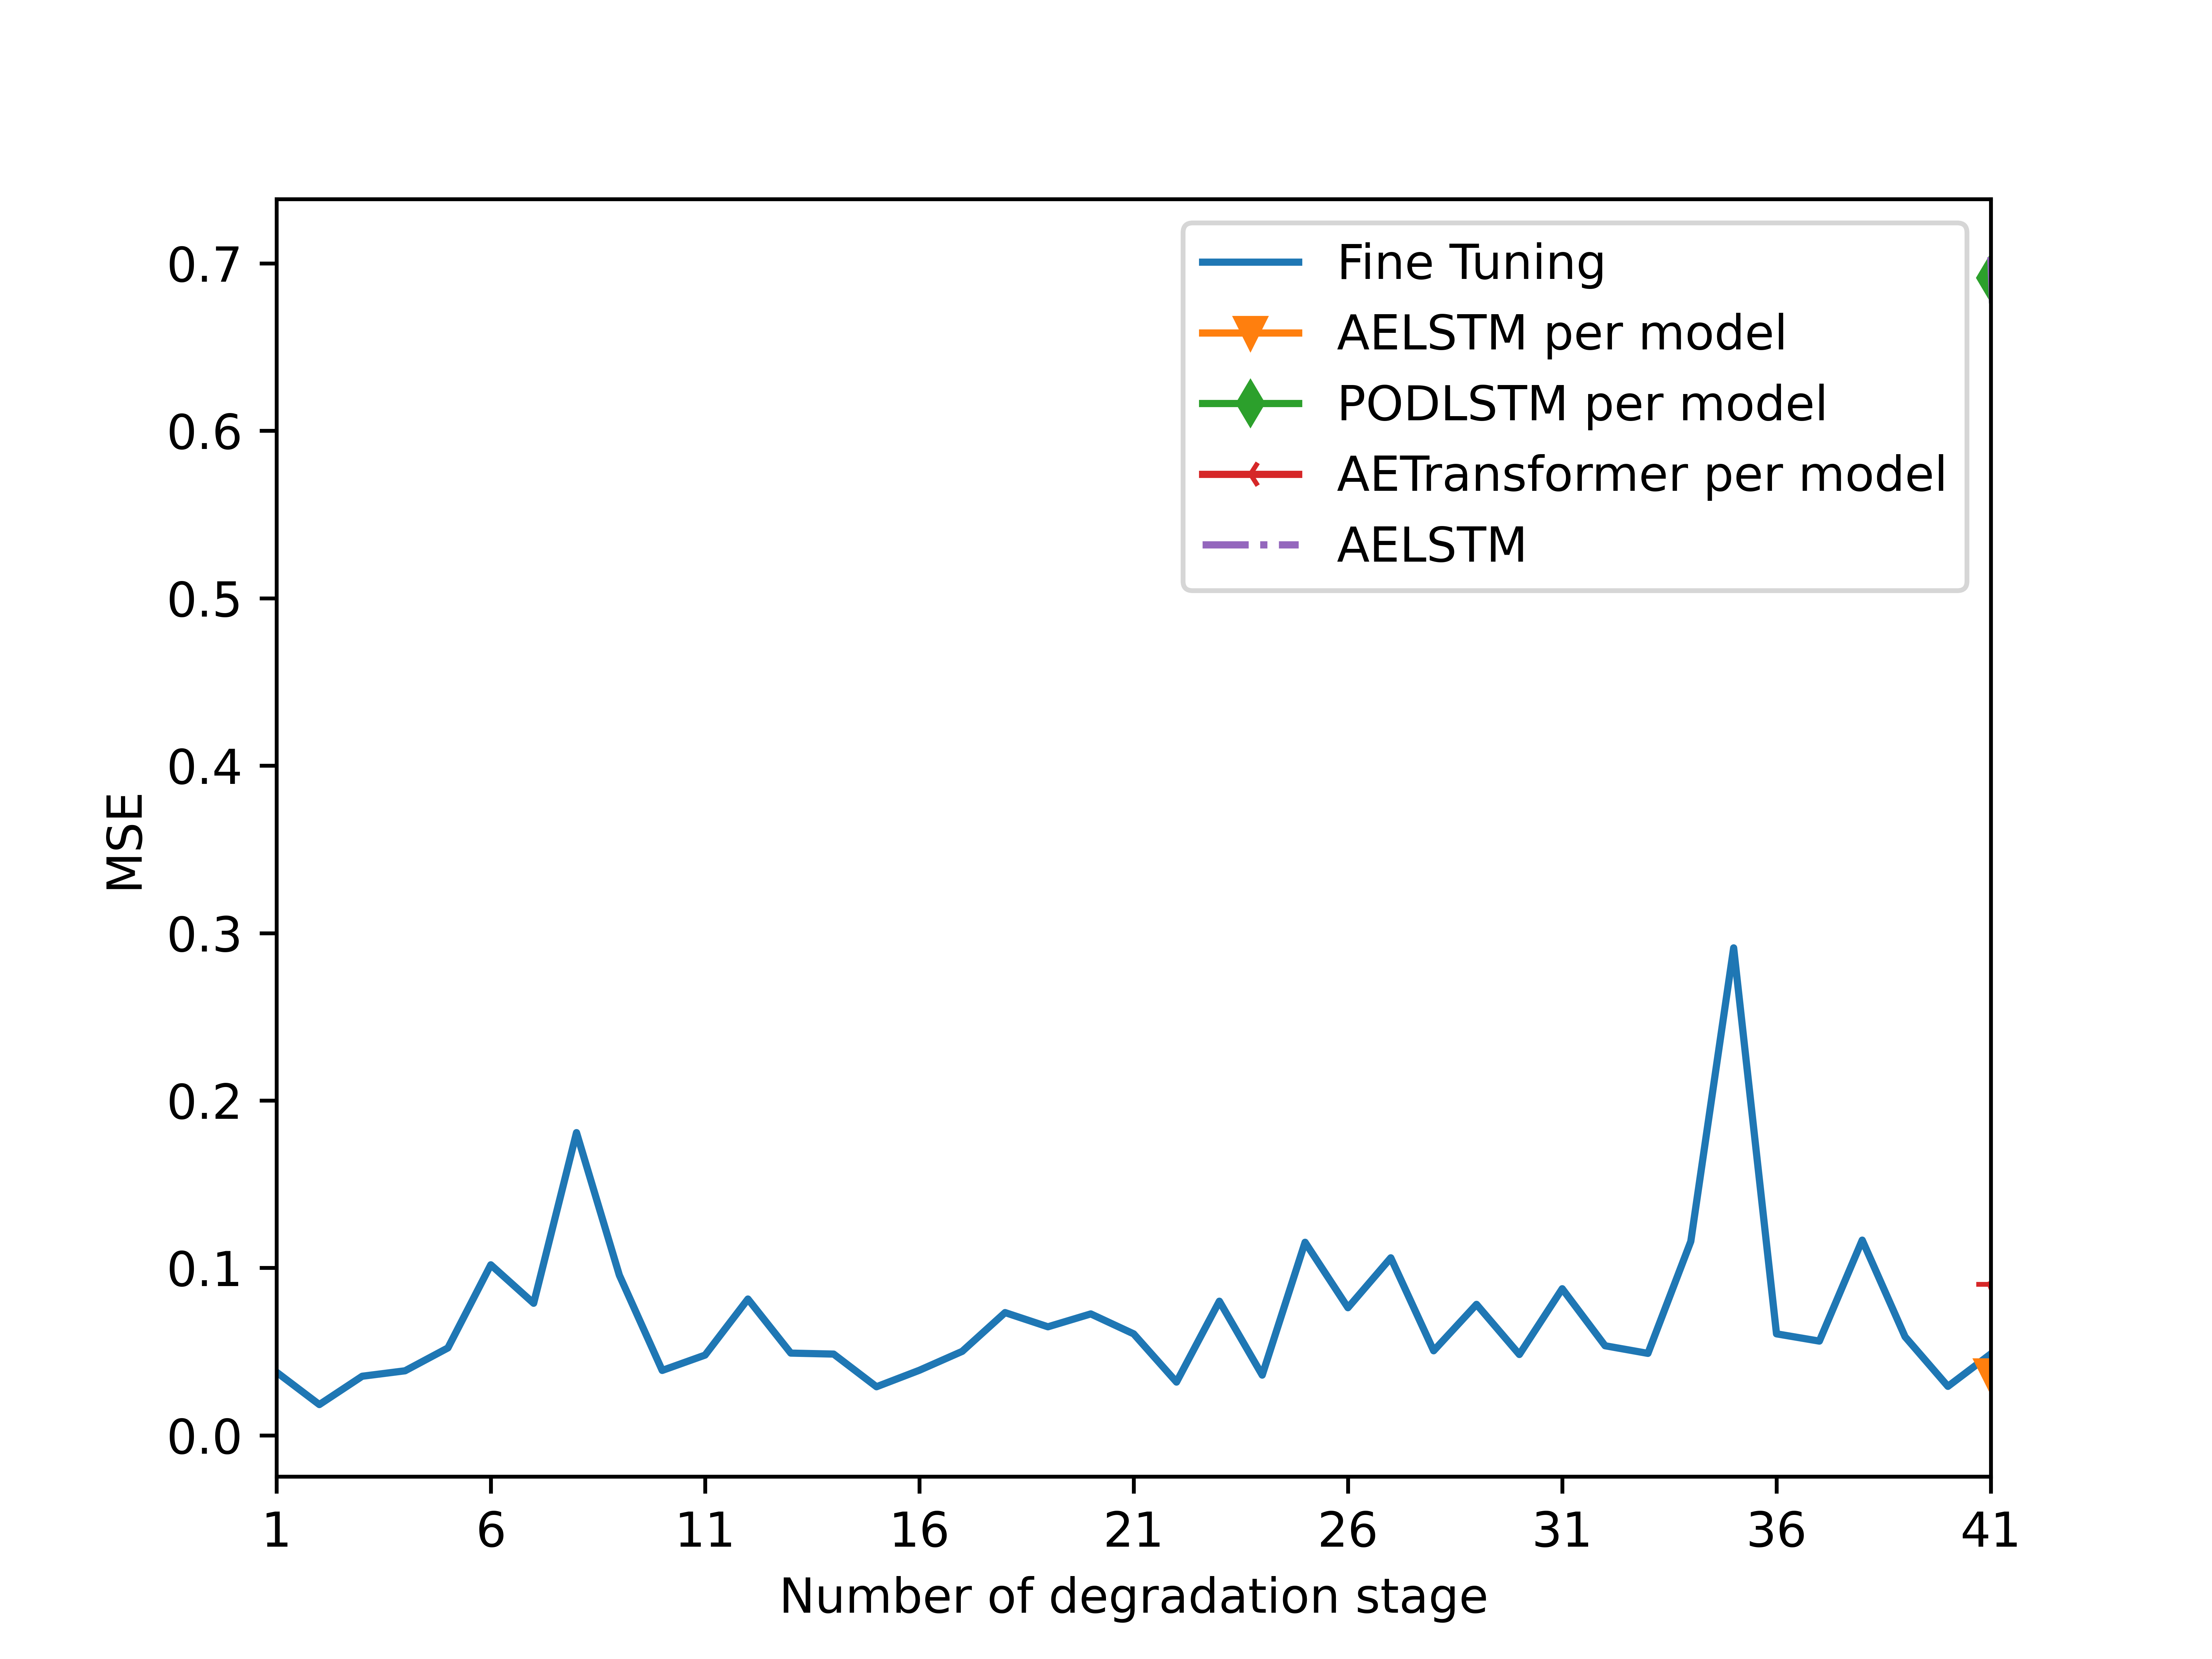 Fine Tuning
AELSTM per model
PODLSTM per model
AETransformer per model
AELSTM
0.7
0.6
0.5
0.4
0.3
0.2
0.1
0.0
MSE
1 6 11 16 21 26 31 36 41
Number of degradation stage